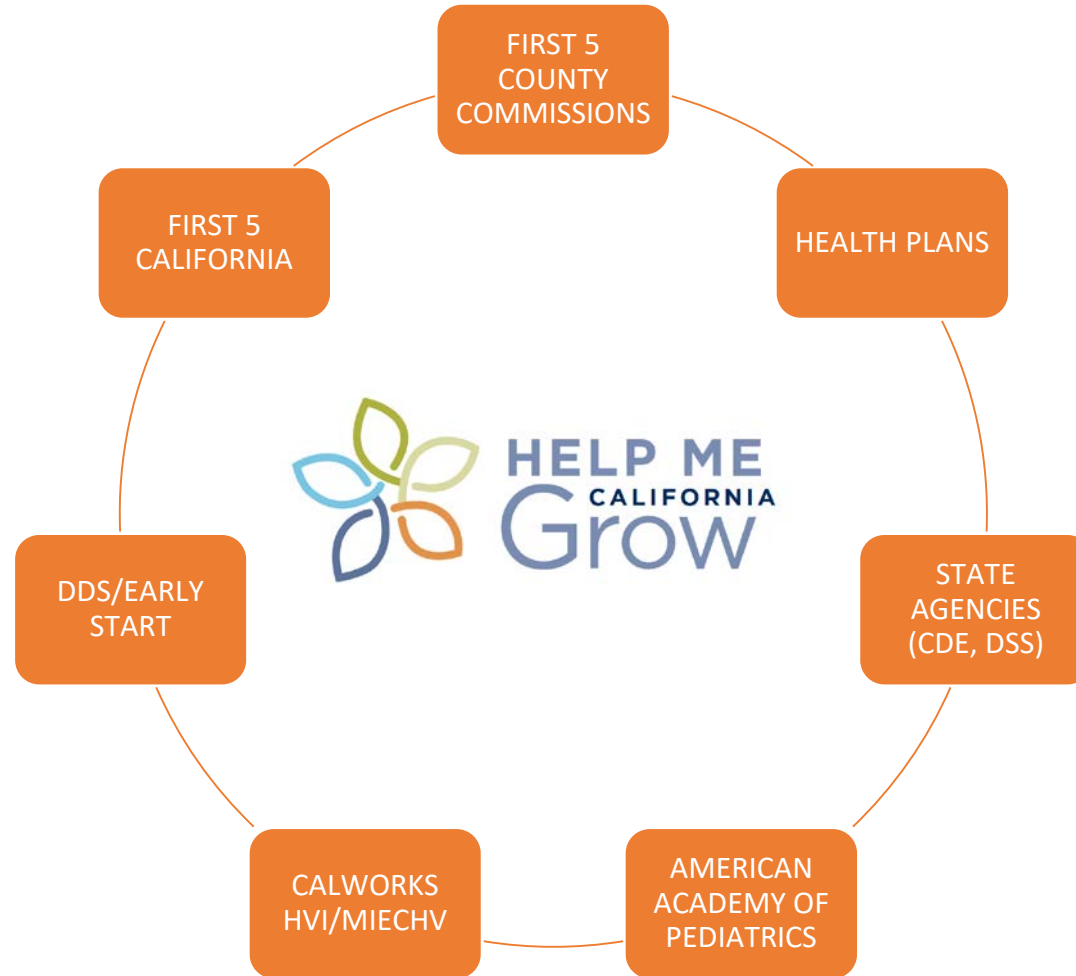 FIRST 5
COUNTY
COMMISSIONS
FIRST 5
CALIFORNIA
HEALTH PLANS
HELP ME
CALIFORNIA
Grow
DDS/EARLY
START
STATE
AGENCIES
(CDE, DSS)
CALWORKS
HVI/MIECHV
AMERICAN
ACADEMY OF
PEDIATRICS